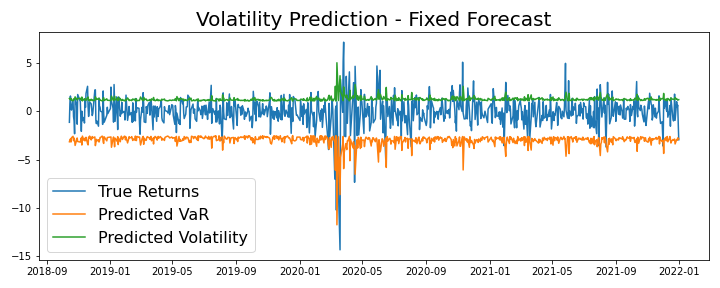 Volatility Prediction - Fixed Forecast
5
0
−5
−10
−15
True Returns
Predicted VaR
Predicted Volatility
2018-09 2019-01 2019-05 2019-09 2020-01 2020-05 2020-09 2021-01 2021-05 2021-09 2022-01